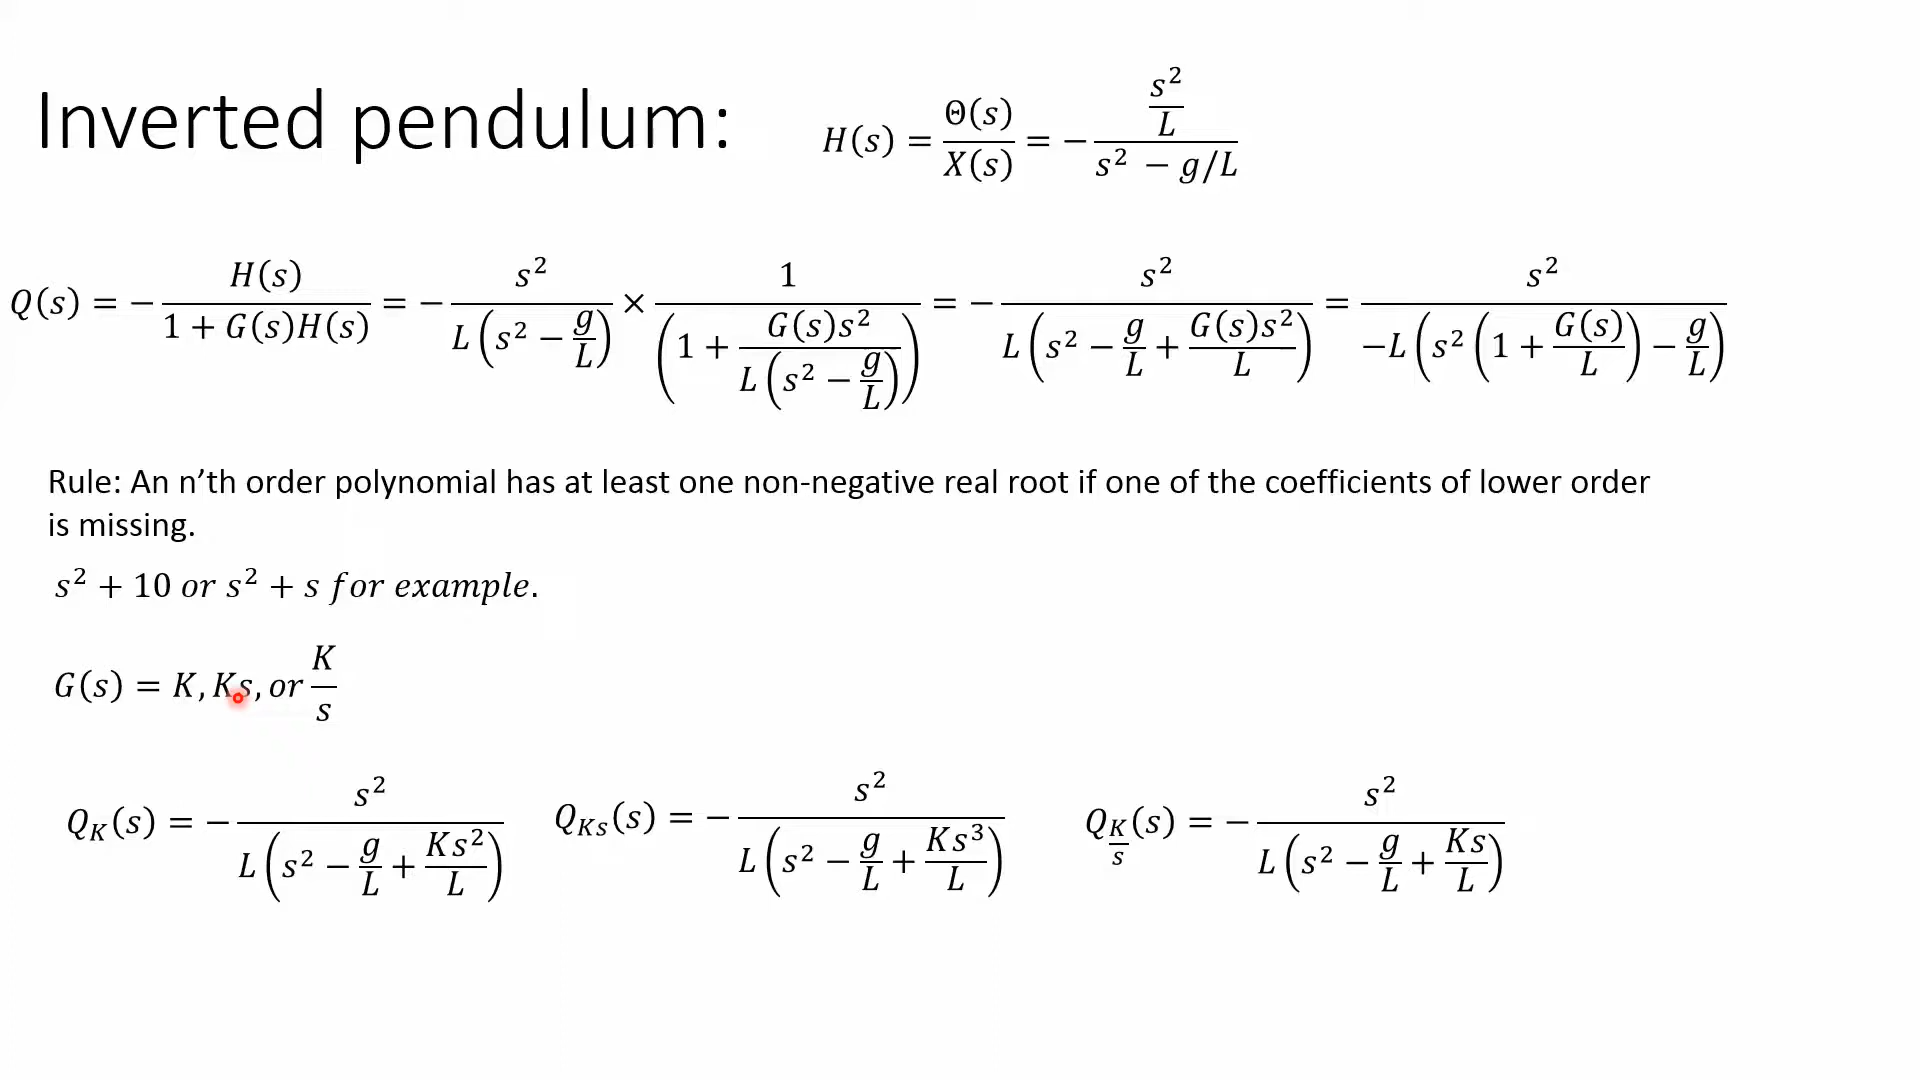 Inverted pendulum:
H(s) = Θ(s)/X(s) = − (s²/L)/(s² − g/L)
Q(s) = − H(s)/(1 + G(s)H(s)) = − s²/(L(s² − g/L)) × 1/(1 + G(s)s²/(L(s² − g/L))) = − s²/(L(s² − g/L + G(s)s²/L)) = s²/(−L(s²(1 + G(s)/L) − g/L))
Rule: An n’th order polynomial has at least one non-negative real root if one of the coefficients of lower order
is missing.
s² + 10 or s² + s for example.
G(s) = K, Ks, or K/s
Q_K(s) = − s²/(L(s² − g/L + Ks²/L)) Q_Ks(s) = − s²/(L(s² − g/L + Ks³/L)) Q_K/s(s) = − s²/(L(s² − g/L + Ks/L))